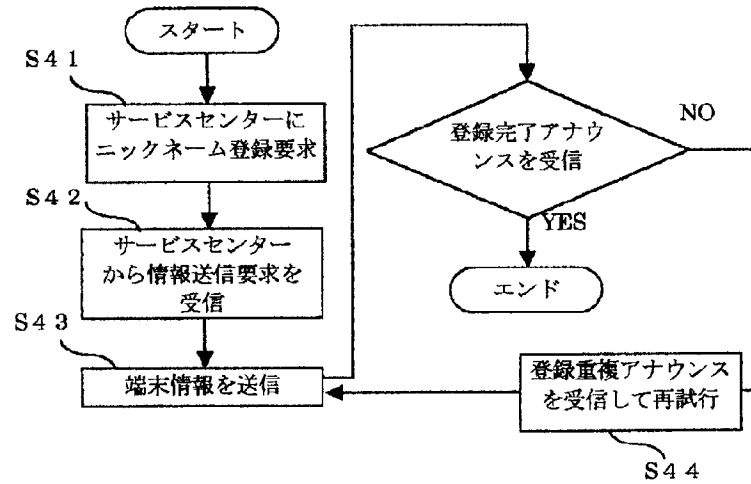 スタート
S41
サービスセンターに
ニックネーム登録要求
S42
サービスセンター
から情報送信要求を
受信
S43
端末情報を送信
登録完了アナウ
ンスを受信
NO
YES
エンド
登録重複アナウンス
を受信して再試行
S44